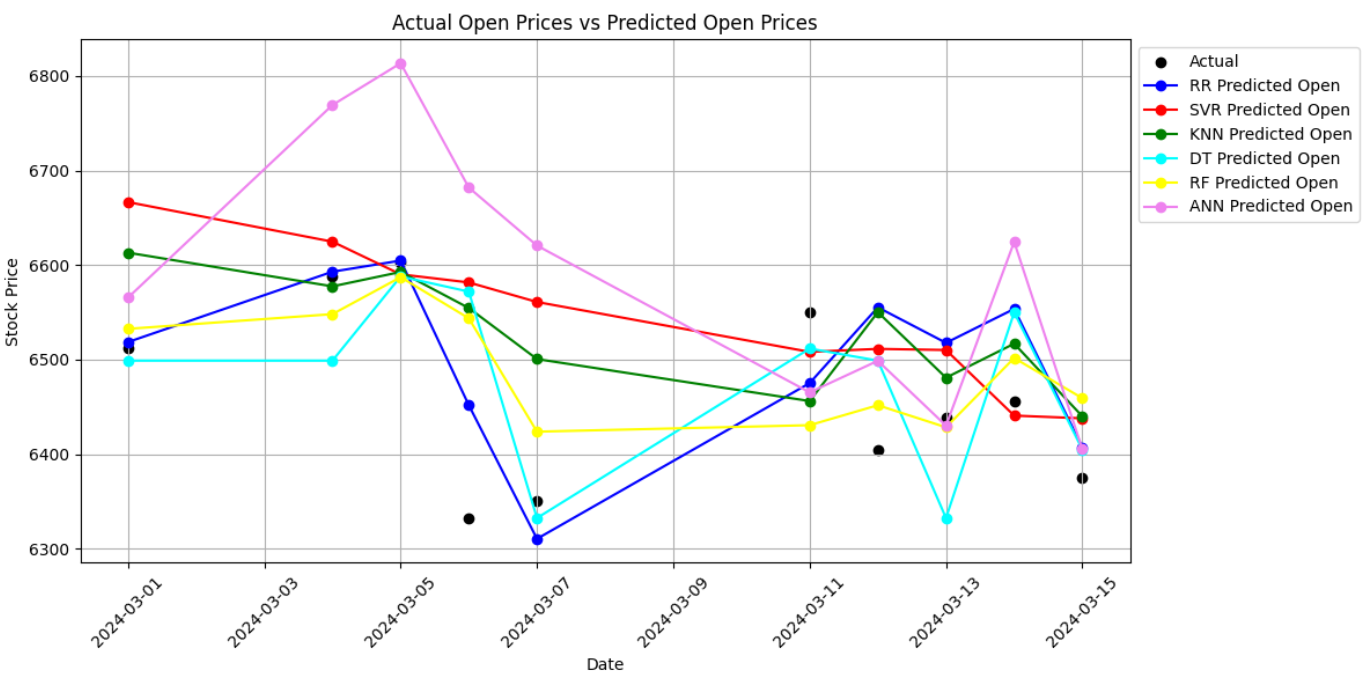 Actual Open Prices vs Predicted Open Prices
Actual
RR Predicted Open
SVR Predicted Open
KNN Predicted Open
DT Predicted Open
RF Predicted Open
ANN Predicted Open
Stock Price
6800
6700
6600
6500
6400
6300
2024-03-01
2024-03-03
2024-03-05
2024-03-07
2024-03-09
2024-03-11
2024-03-13
2024-03-15
Date